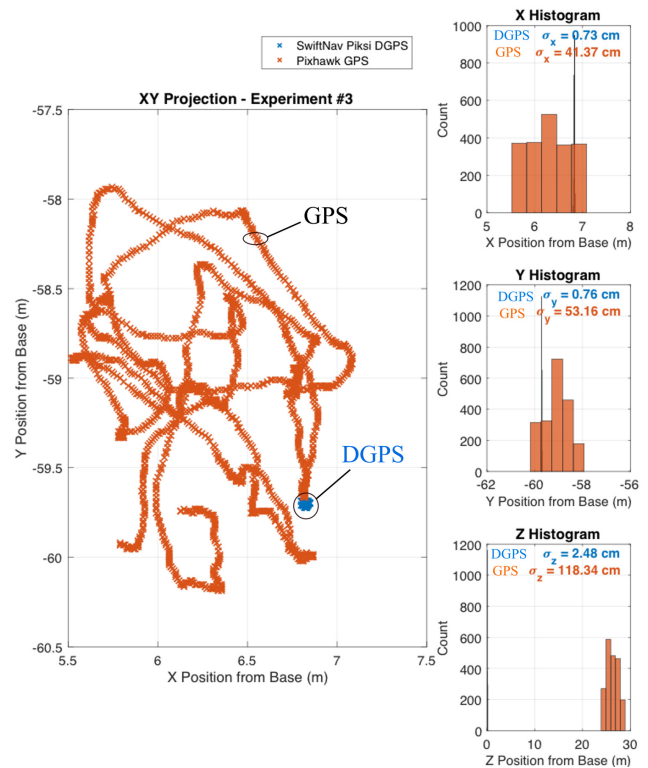 SwiftNav Piksi DGPS
Pixhawk GPS
XY Projection - Experiment #3
-57.5
-58
-58.5
-59
-59.5
-60
-60.5
5.5
6
6.5
7
7.5
X Position from Base (m)
Y Position from Base (m)
GPS
DGPS
X Histogram
DGPS σx = 0.73 cm
GPS σx = 41.37 cm
1000
800
600
400
200
0
5
6
7
8
Count
X Position from Base (m)
Y Histogram
DGPS σy = 0.76 cm
GPS σy = 53.16 cm
1200
1000
800
600
400
200
0
-62
-60
-58
-56
Count
Y Position from Base (m)
Z Histogram
DGPS σz = 2.48 cm
GPS σz = 118.34 cm
1200
1000
800
600
400
200
0
0
10
20
30
Count
Z Position from Base (m)